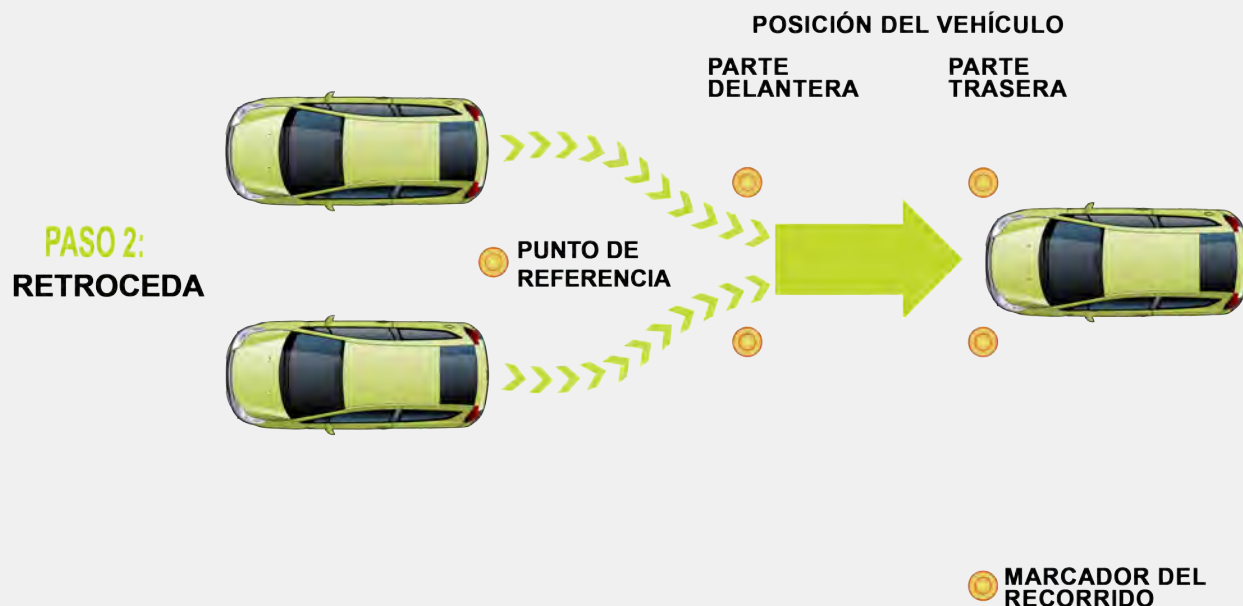 POSICIÓN DEL VEHÍCULO
PARTE
DELANTERA
PARTE
TRASERA
PASO 2:
RETROCEDA
PUNTO DE
REFERENCIA
MARCADOR DEL
RECORRIDO